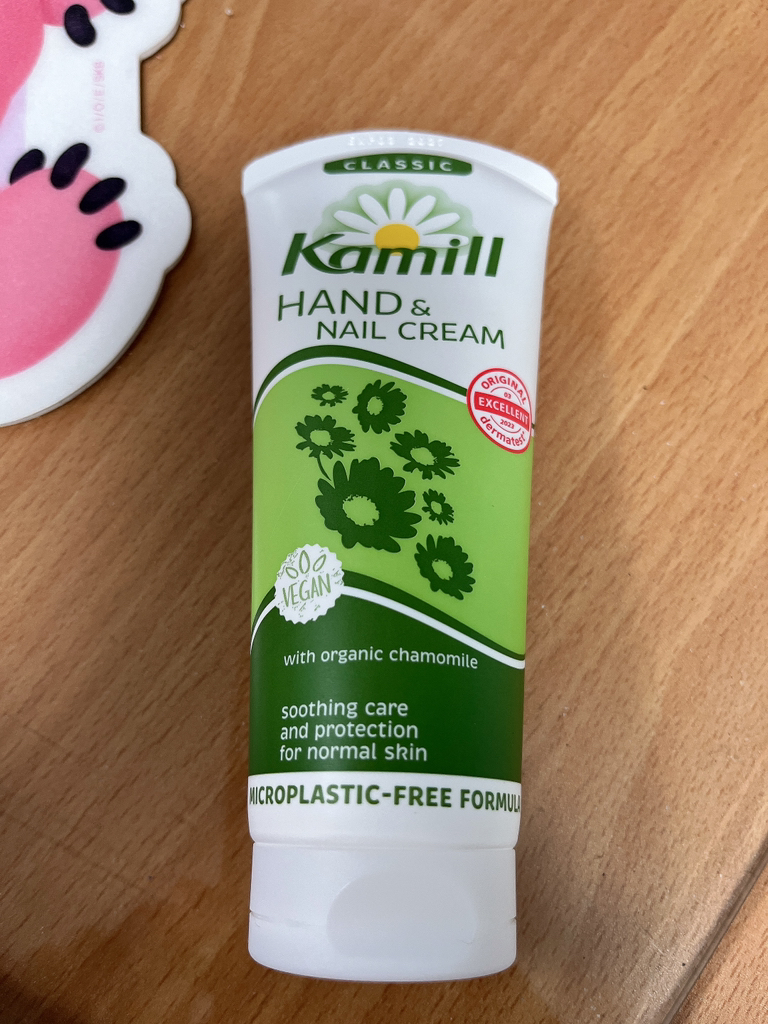 CLASSIC
Kamill
HAND &
NAIL CREAM
ORIGINAL
03
EXCELLENT
2023
dermatest
VEGAN
with organic chamomile
soothing care
and protection
for normal skin
MICROPLASTIC-FREE FORMULA